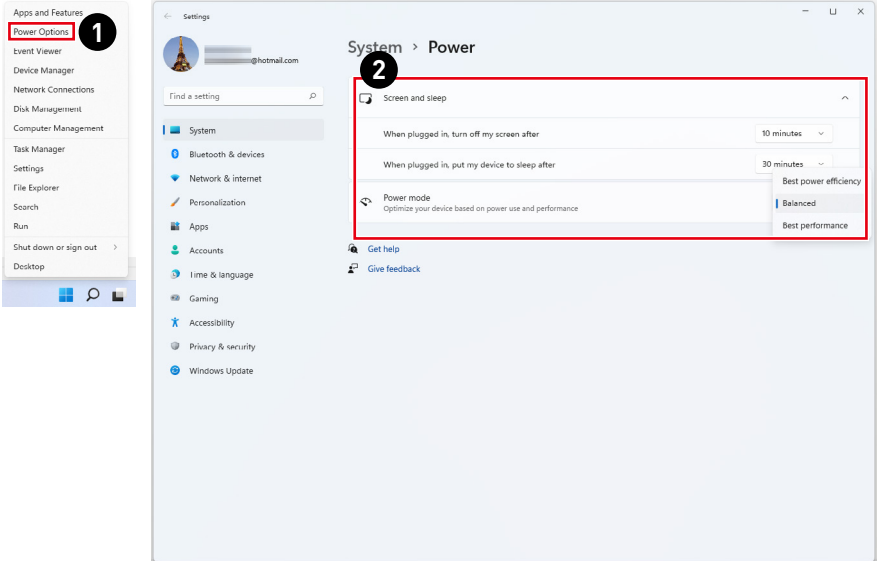 Apps and Features
Power Options
1
Event Viewer
Device Manager
Network Connections
Disk Management
Computer Management
Task Manager
Settings
File Explorer
Search
Run
Shut down or sign out
Desktop
Settings
@hotmail.com
Find a setting
System
Bluetooth & devices
Network & internet
Personalization
Apps
Accounts
Time & language
Gaming
Accessibility
Privacy & security
Windows Update
System > Power
2
Screen and sleep
When plugged in, turn off my screen after 10 minutes
When plugged in, put my device to sleep after 30 minutes
Power mode
Optimize your device based on power use and performance
Best power efficiency
Balanced
Best performance
Get help
Give feedback